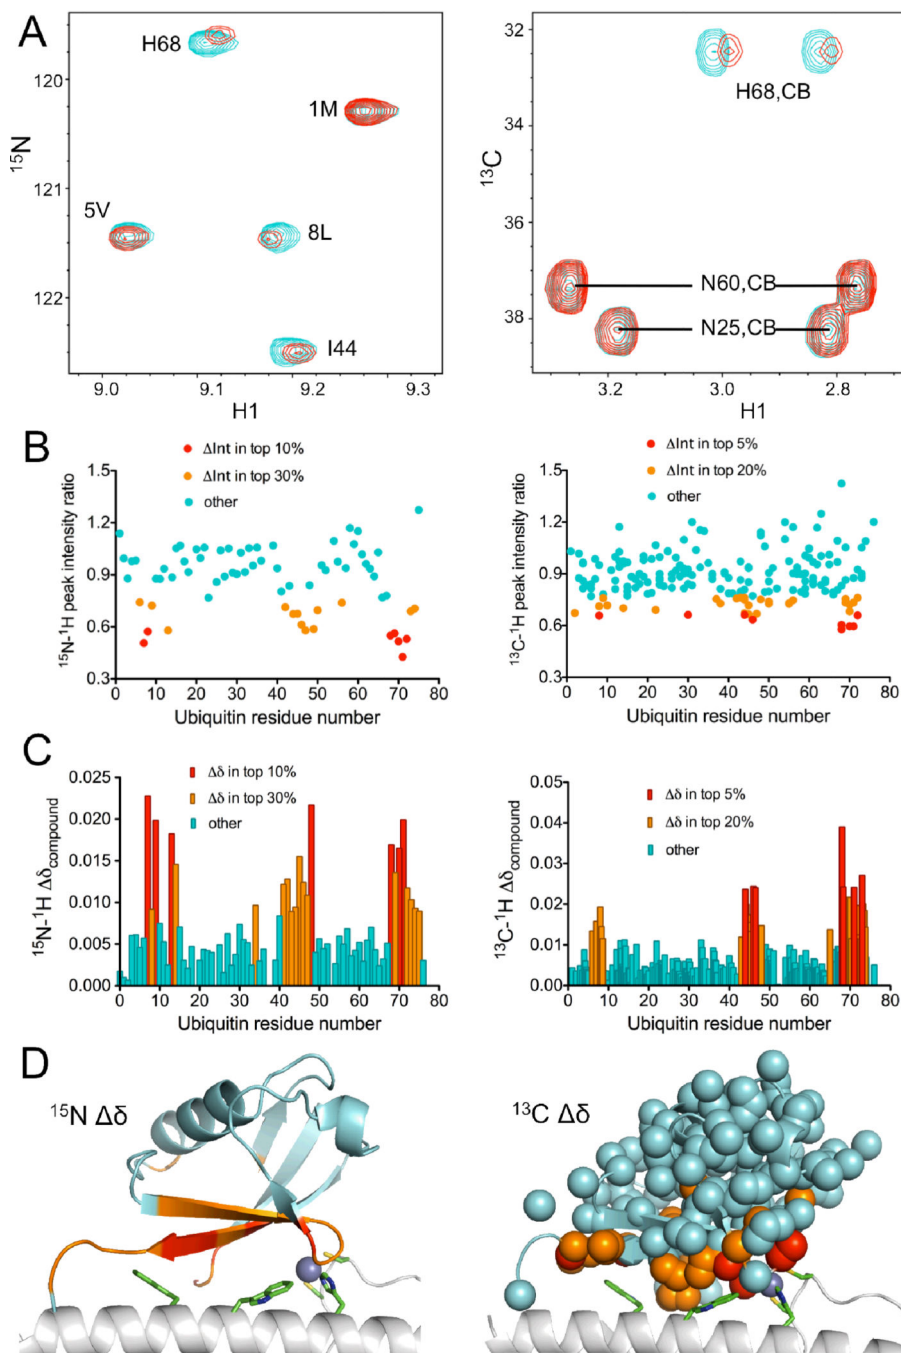 A
119
120
121
122
15N
H68
1M
5V
8L
I44
9.0 9.1 9.2 9.3
H1
32
34
36
38
13C
H68,CB
N60,CB
N25,CB
3.2 3.0 2.8
H1
B
ΔInt in top 10%
ΔInt in top 30%
other
15N-1H peak intensity ratio
1.5
1.2
0.9
0.6
0.3
0 10 20 30 40 50 60 70 80
Ubiquitin residue number
ΔInt in top 5%
ΔInt in top 20%
other
13C-1H peak intensity ratio
1.5
1.2
0.9
0.6
0.3
0 10 20 30 40 50 60 70 80
Ubiquitin residue number
C
Δδ in top 10%
Δδ in top 30%
other
15N-1H Δδcompound
0.025
0.020
0.015
0.010
0.005
0.000
0 10 20 30 40 50 60 70 80
Ubiquitin residue number
Δδ in top 5%
Δδ in top 20%
other
13C-1H Δδcompound
0.05
0.04
0.03
0.02
0.01
0.00
0 10 20 30 40 50 60 70 80
Ubiquitin residue number
D
15N Δδ
13C Δδ